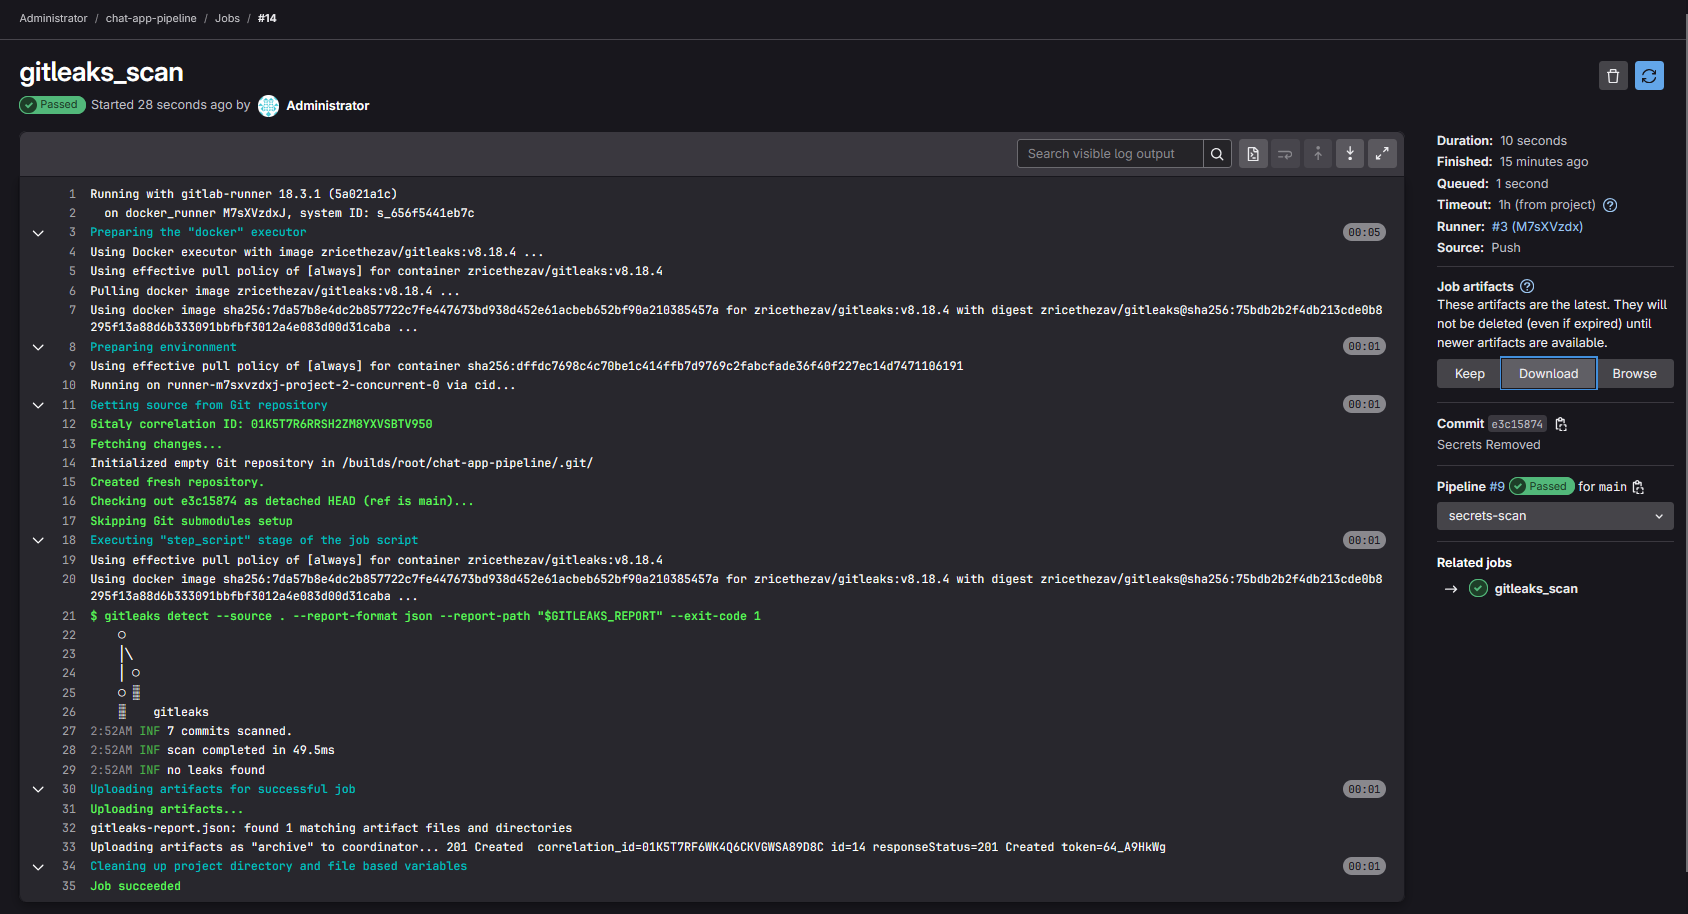 Administrator / chat-app-pipeline / Jobs / #14
gitleaks_scan
Passed Started 28 seconds ago by Administrator
Search visible log output
1 Running with gitlab-runner 18.3.1 (5a021a1c)
2 on docker_runner M7sXVzdxJ, system ID: s_656f5441eb7c
3 Preparing the "docker" executor 00:05
4 Using Docker executor with image zricethezav/gitleaks:v8.18.4 ...
5 Using effective pull policy of [always] for container zricethezav/gitleaks:v8.18.4
6 Pulling docker image zricethezav/gitleaks:v8.18.4 ...
7 Using docker image sha256:7da57b8e4dc2b857722c7fe447673bd938d452e61acbeb652bf90a210385457a for zricethezav/gitleaks:v8.18.4 with digest zricethezav/gitleaks@sha256:75bdb2b2f4db213cde0b8
295f13a88d6b333091bbfbf3012a4e083d00d31caba ...
8 Preparing environment 00:01
9 Using effective pull policy of [always] for container sha256:dffdc7698c4c70be1c414ffb7d9769c2fabcfade36f40f227ec14d7471106191
10 Running on runner-m7sxvzdxj-project-2-concurrent-0 via cid...
11 Getting source from Git repository 00:01
12 Gitaly correlation ID: 01K5T7R6RRSH2ZM8YXVSBTV950
13 Fetching changes...
14 Initialized empty Git repository in /builds/root/chat-app-pipeline/.git/
15 Created fresh repository.
16 Checking out e3c15874 as detached HEAD (ref is main)...
17 Skipping Git submodules setup
18 Executing "step_script" stage of the job script 00:01
19 Using effective pull policy of [always] for container zricethezav/gitleaks:v8.18.4
20 Using docker image sha256:7da57b8e4dc2b857722c7fe447673bd938d452e61acbeb652bf90a210385457a for zricethezav/gitleaks:v8.18.4 with digest zricethezav/gitleaks@sha256:75bdb2b2f4db213cde0b8
295f13a88d6b333091bbfbf3012a4e083d00d31caba ...
21 $ gitleaks detect --source . --report-format json --report-path "$GITLEAKS_REPORT" --exit-code 1
22 ○
23 │╲
24 │ ○
25 ○ ░
26 ░ gitleaks
27 2:52AM INF 7 commits scanned.
28 2:52AM INF scan completed in 49.5ms
29 2:52AM INF no leaks found
30 Uploading artifacts for successful job 00:01
31 Uploading artifacts...
32 gitleaks-report.json: found 1 matching artifact files and directories
33 Uploading artifacts as "archive" to coordinator... 201 Created correlation_id=01K5T7RF6WK4Q6CKVGWSA89D8C id=14 responseStatus=201 Created token=64_A9HkWg
34 Cleaning up project directory and file based variables 00:01
35 Job succeeded
Duration: 10 seconds
Finished: 15 minutes ago
Queued: 1 second
Timeout: 1h (from project)
Runner: #3 (M7sXVzdx)
Source: Push
Job artifacts
These artifacts are the latest. They will
not be deleted (even if expired) until
newer artifacts are available.
Keep Download Browse
Commit e3c15874
Secrets Removed
Pipeline #9 Passed for main
secrets-scan
Related jobs
→ gitleaks_scan